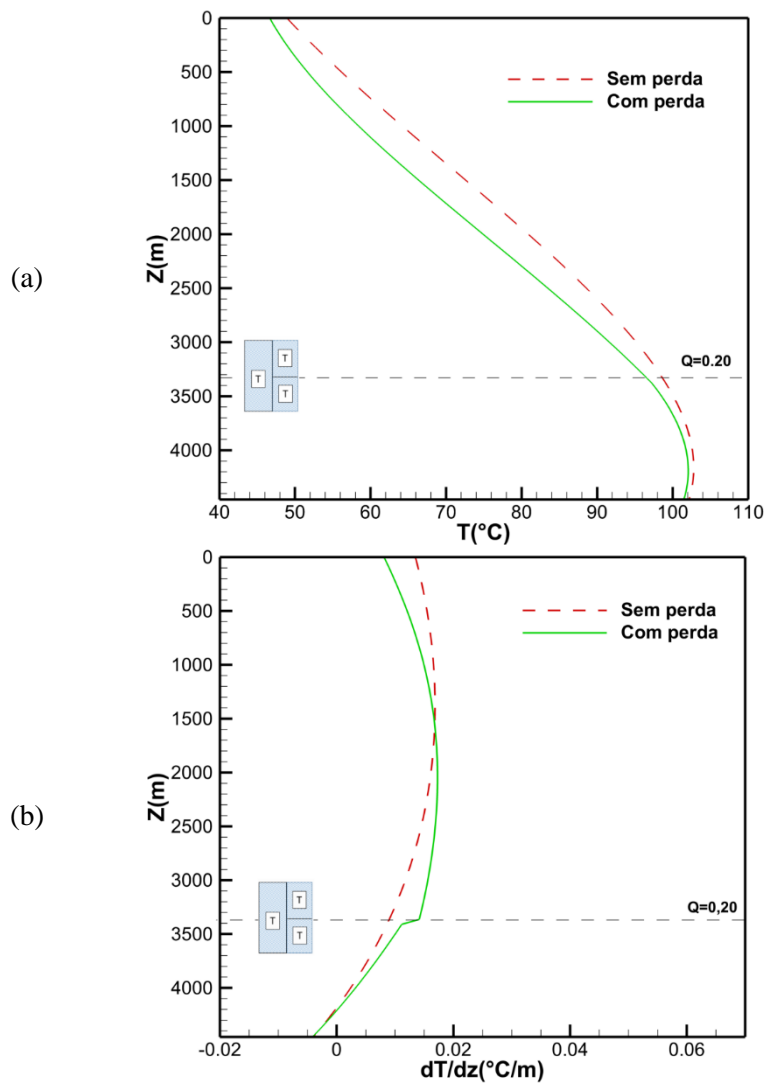 (a)
0
500
1000
1500
2000
2500
3000
3500
4000
Z(m)
Sem perda
Com perda
Q=0.20
T
T
T
40 50 60 70 80 90 100 110
T(°C)
(b)
0
500
1000
1500
2000
2500
3000
3500
4000
Z(m)
Sem perda
Com perda
Q=0,20
T
T
T
-0.02 0 0.02 0.04 0.06
dT/dz(°C/m)